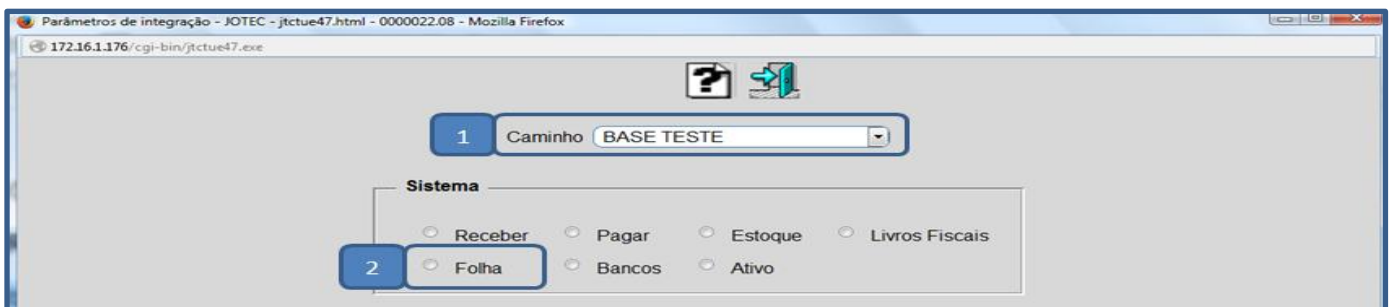 Parâmetros de integração - JOTEC - jtctue47.html - 0000022.08 - Mozilla Firefox
172.16.1.176/cgi-bin/jtctue47.exe
?
1 Caminho BASE TESTE
Sistema
Receber Pagar Estoque Livros Fiscais
2 Folha Bancos Ativo